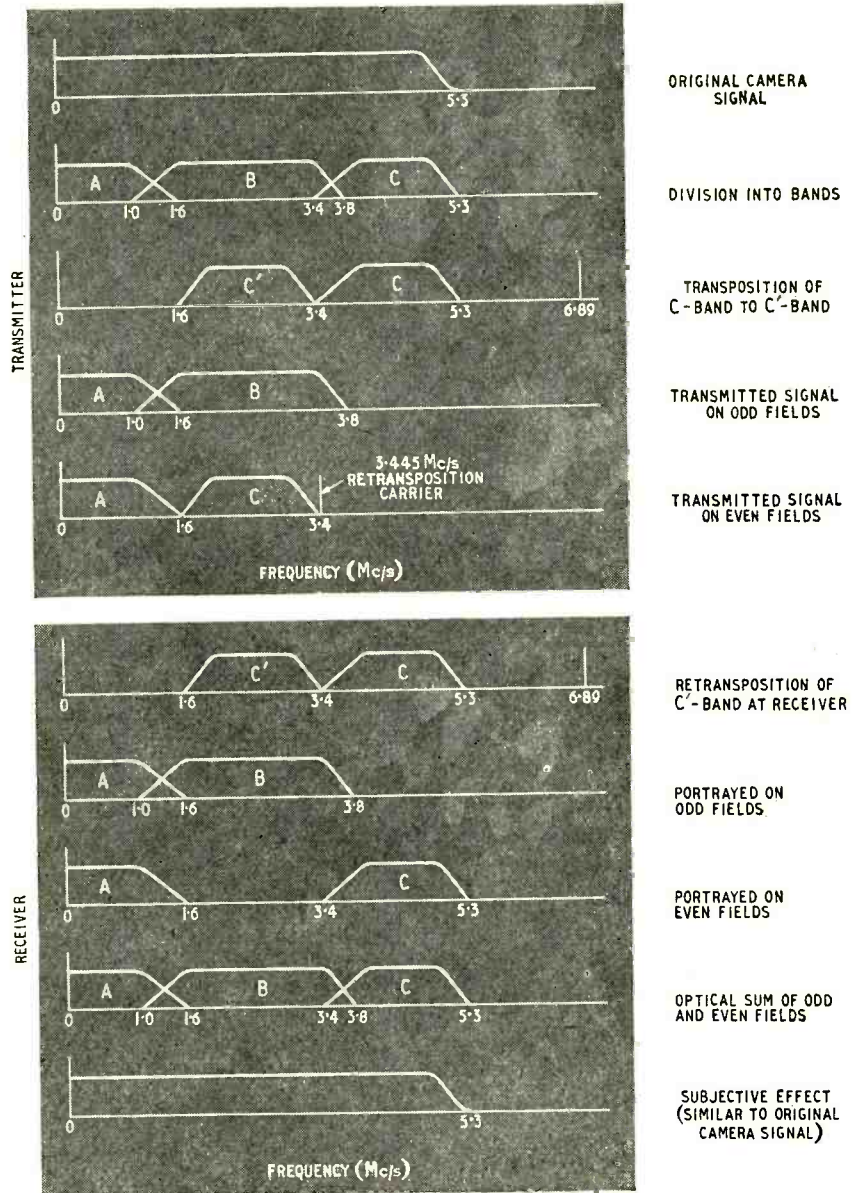 0
5·3
ORIGINAL CAMERA
SIGNAL
A
B
C
0
1·0
1·6
3·4
3·8
5·3
DIVISION INTO BANDS
C′
C
0
1·6
3·4
5·3
6·89
TRANSPOSITION OF
C-BAND TO C′-BAND
TRANSMITTER
A
B
0
1·0
1·6
3·8
TRANSMITTED SIGNAL
ON ODD FIELDS
3·445 Mc/s
RETRANSPOSITION
CARRIER
A
C
0
1·6
3·4
TRANSMITTED SIGNAL
ON EVEN FIELDS
FREQUENCY (Mc/s)
C′
C
0
1·6
3·4
5·3
6·89
RETRANSPOSITION OF
C′-BAND AT RECEIVER
A
B
0
1·0
1·6
3·8
PORTRAYED ON
ODD FIELDS
A
C
0
1·6
3·4
5·3
PORTRAYED ON
EVEN FIELDS
RECEIVER
A
B
C
0
1·0
1·6
3·4
3·8
5·3
OPTICAL SUM OF ODD
AND EVEN FIELDS
0
5·3
SUBJECTIVE EFFECT
(SIMILAR TO ORIGINAL
CAMERA SIGNAL)
FREQUENCY (Mc/s)